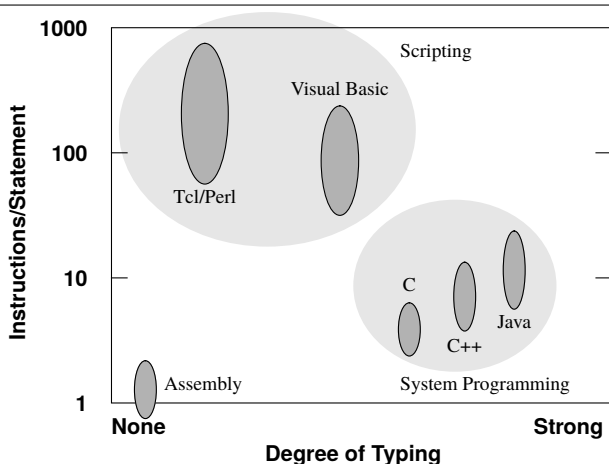 1000
Scripting
Visual Basic
100
Tcl/Perl
Instructions/Statement
10
C
C++
Java
Assembly
System Programming
1
None
Strong
Degree of Typing